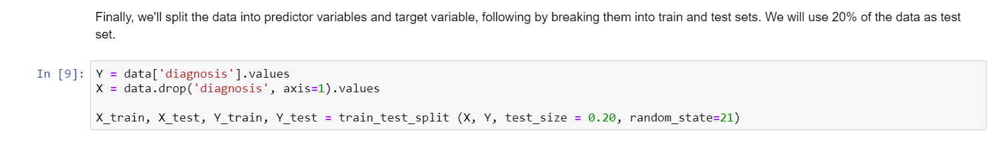 Finally, we'll split the data into predictor variables and target variable, following by breaking them into train and test sets. We will use 20% of the data as test
set.
In [9]: Y = data['diagnosis'].values
X = data.drop('diagnosis', axis=1).values
X_train, X_test, Y_train, Y_test = train_test_split (X, Y, test_size = 0.20, random_state=21)